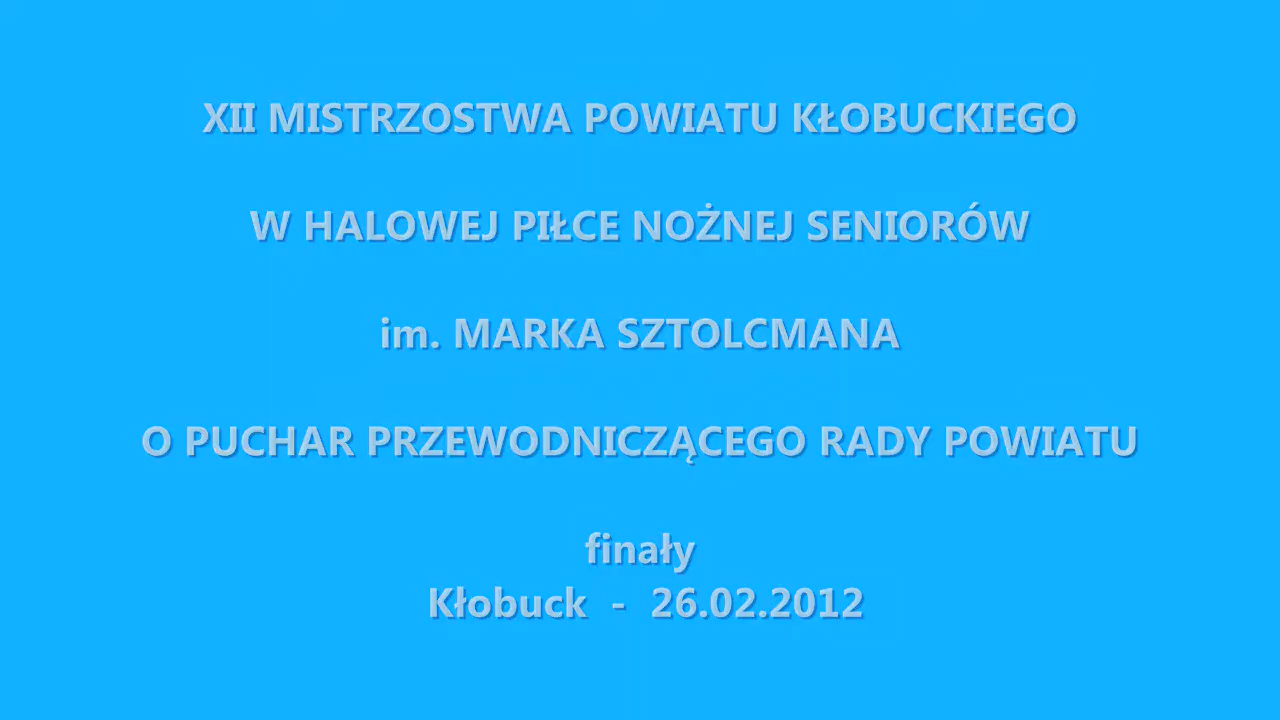 XII MISTRZOSTWA POWIATU KŁOBUCKIEGO
W HALOWEJ PIŁCE NOŻNEJ SENIORÓW
im. MARKA SZTOLCMANA
O PUCHAR PRZEWODNICZĄCEGO RADY POWIATU
finały
Kłobuck - 26.02.2012